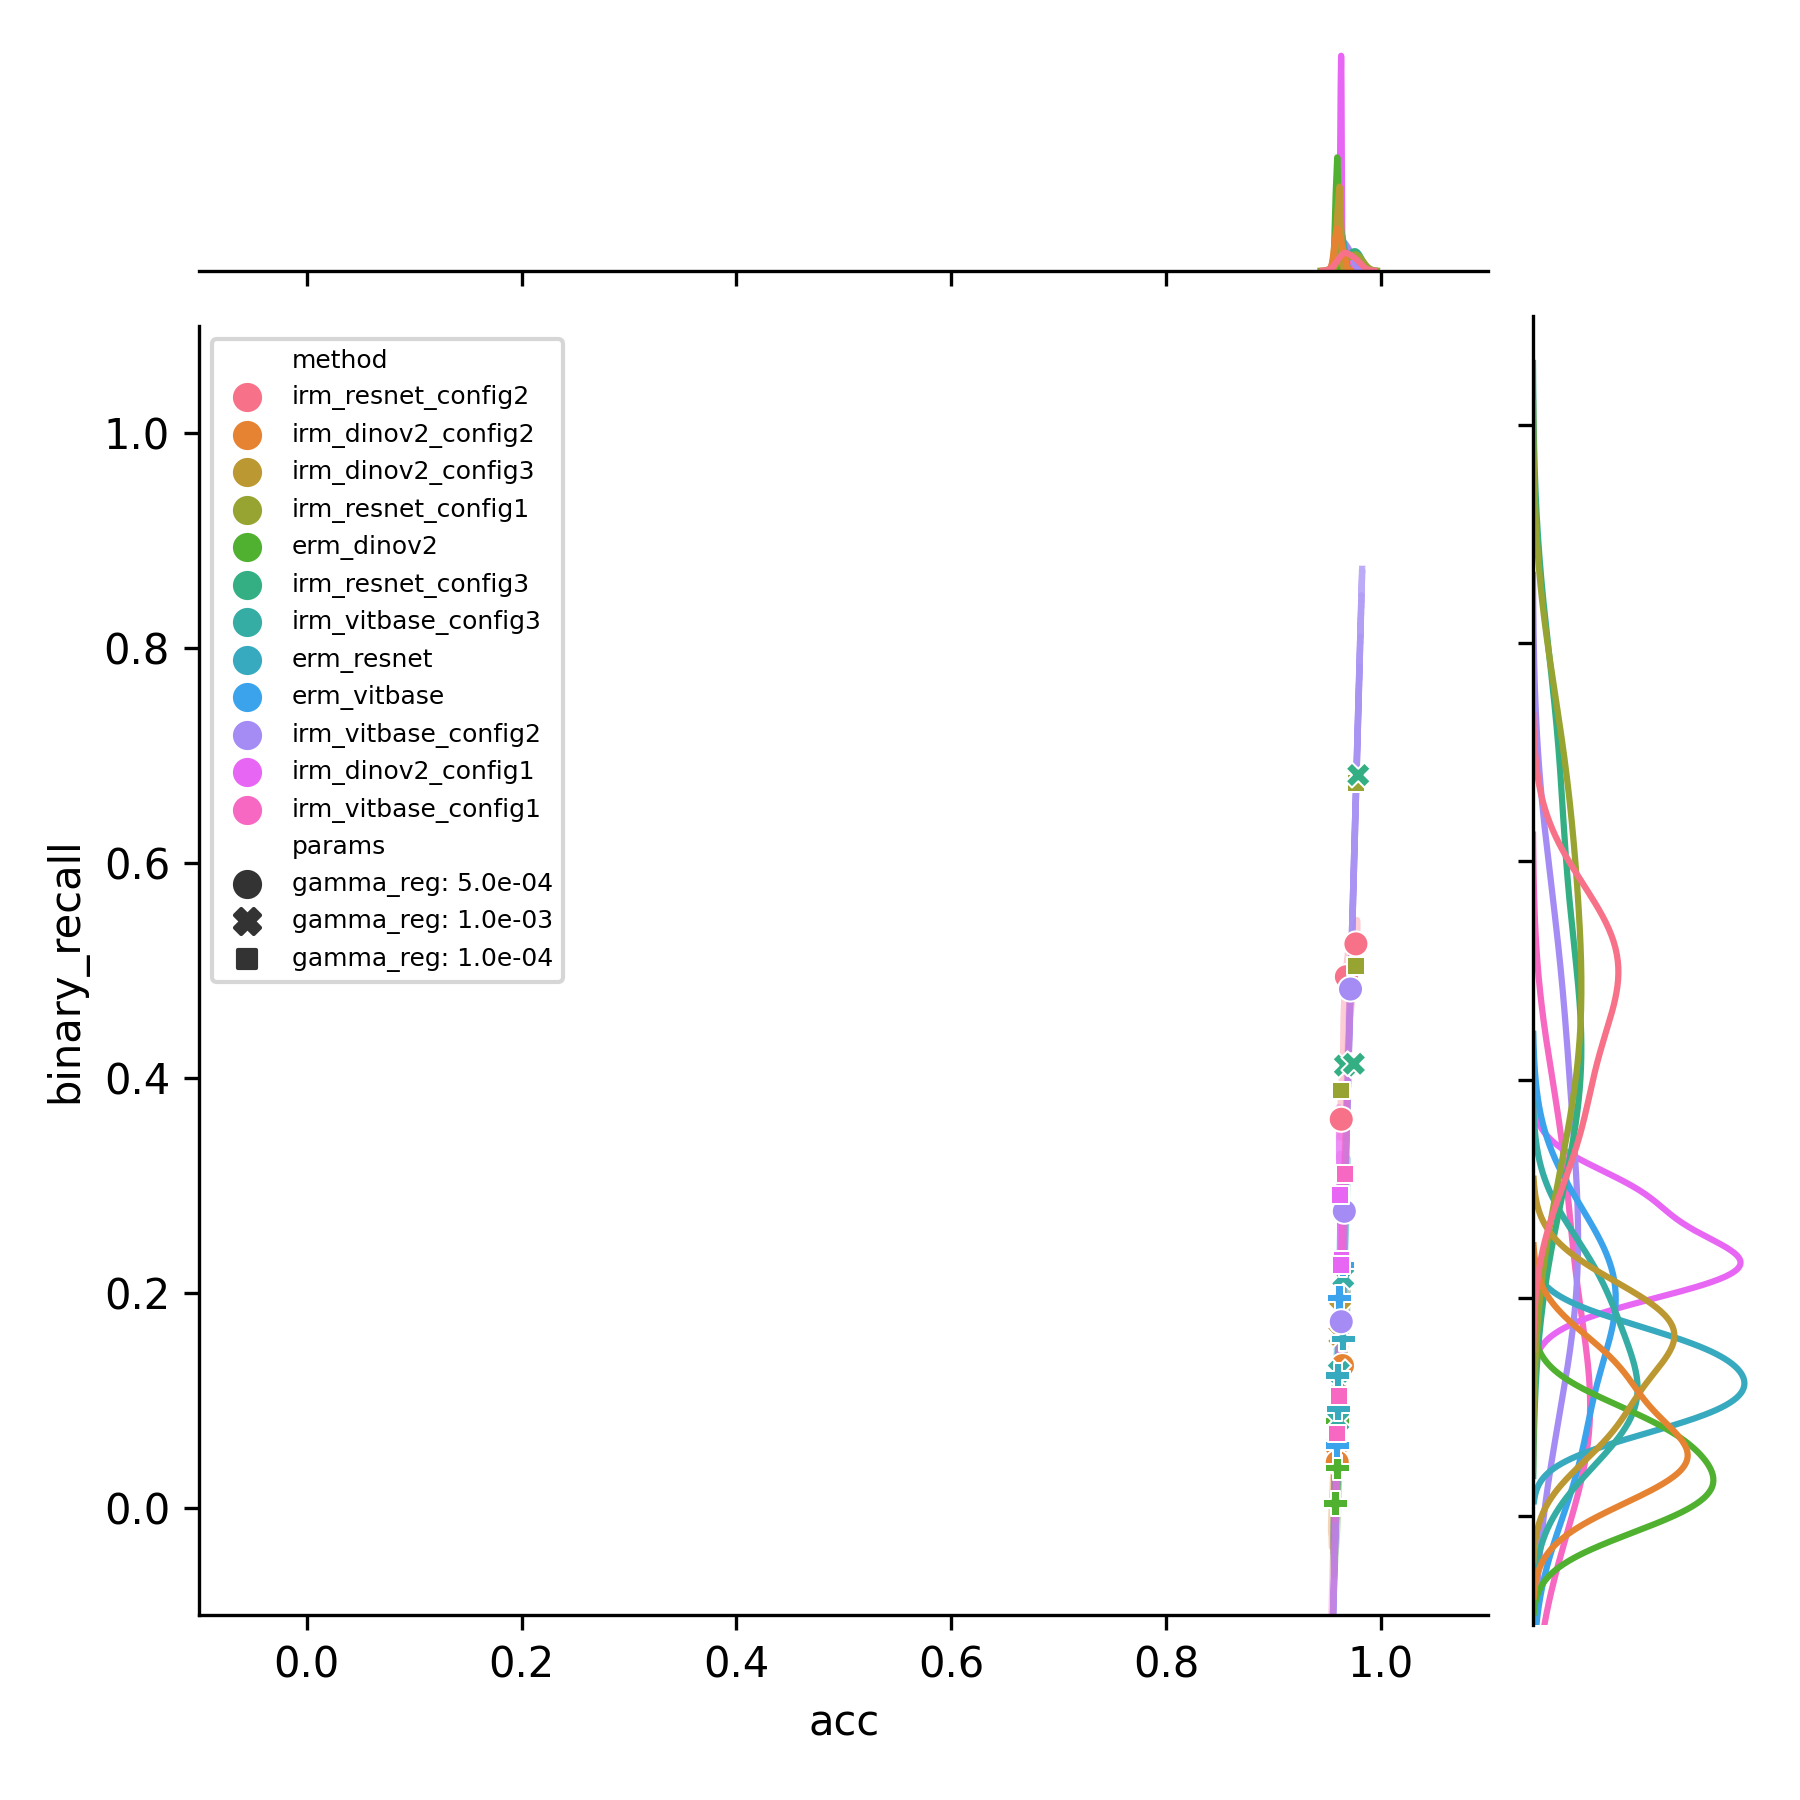 method
irm_resnet_config2
irm_dinov2_config2
irm_dinov2_config3
irm_resnet_config1
erm_dinov2
irm_resnet_config3
irm_vitbase_config3
erm_resnet
erm_vitbase
irm_vitbase_config2
irm_dinov2_config1
irm_vitbase_config1
params
gamma_reg: 5.0e-04
gamma_reg: 1.0e-03
gamma_reg: 1.0e-04
binary_recall
1.0
0.8
0.6
0.4
0.2
0.0
0.0 0.2 0.4 0.6 0.8 1.0
acc